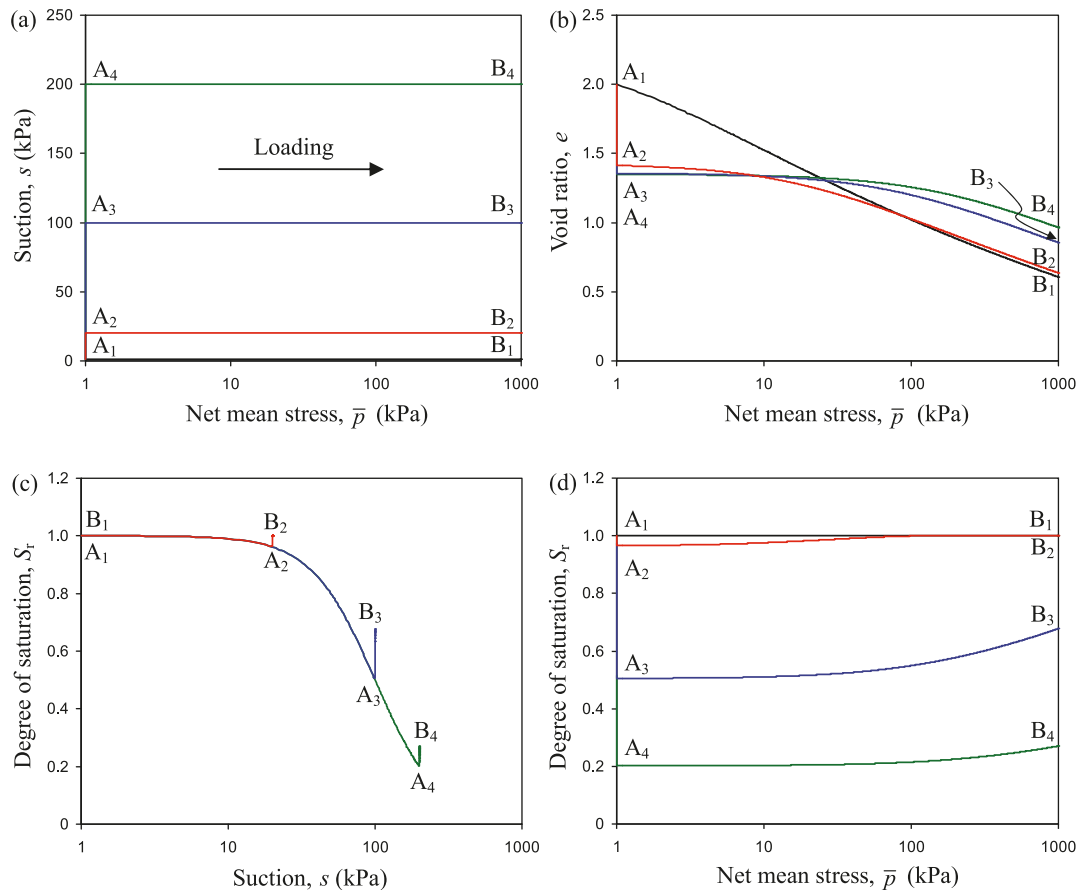 (a)
250
200
150
100
50
0
Suction, s (kPa)
A₄
B₄
Loading
A₃
B₃
A₂
B₂
A₁
B₁
1
10
100
1000
Net mean stress, p̅ (kPa)
(b)
2.5
2.0
1.5
1.0
0.5
0.0
Void ratio, e
A₁
A₂
A₃
A₄
B₃
B₄
B₂
B₁
1
10
100
1000
Net mean stress, p̅ (kPa)
(c)
1.2
1.0
0.8
0.6
0.4
0.2
0
Degree of saturation, Sᵣ
B₁
A₁
B₂
A₂
B₃
A₃
B₄
A₄
1
10
100
1000
Suction, s (kPa)
(d)
1.2
1.0
0.8
0.6
0.4
0.2
0
Degree of saturation, Sᵣ
A₁
B₁
A₂
B₂
B₃
A₃
B₄
A₄
1
10
100
1000
Net mean stress, p̅ (kPa)